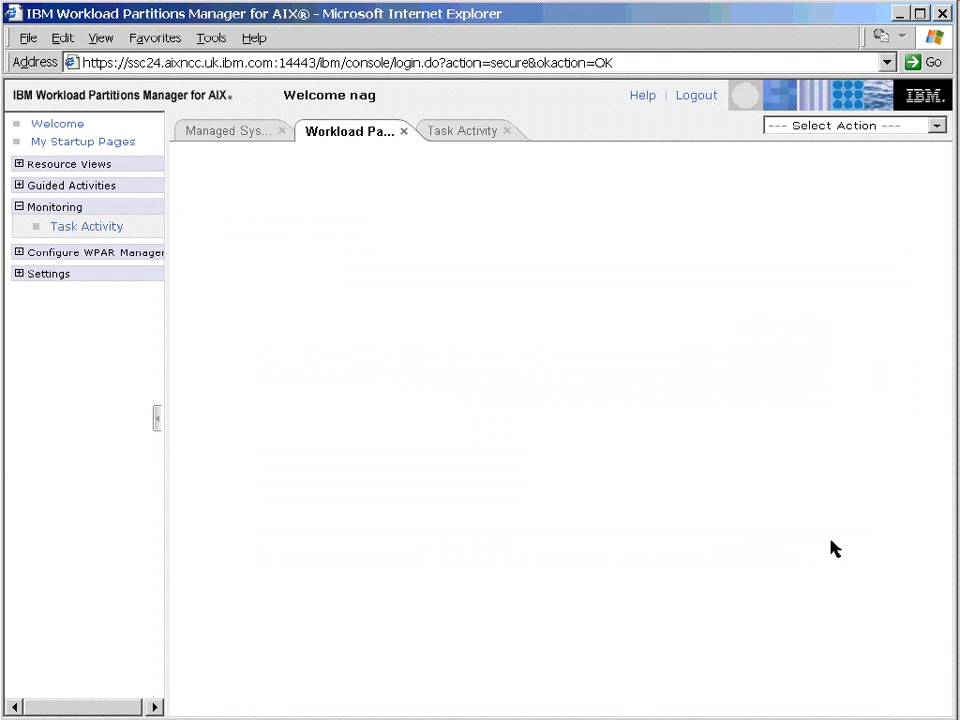 IBM Workload Partitions Manager for AIX® - Microsoft Internet Explorer
File Edit View Favorites Tools Help
Address https://ssc24.aixncc.uk.ibm.com:14443/ibm/console/login.do?action=secure&okaction=OK Go
IBM Workload Partitions Manager for AIX® Welcome nag Help | Logout IBM.
Managed Sys... Workload Pa... Task Activity --- Select Action ---
Welcome
My Startup Pages
Resource Views
Guided Activities
Monitoring
Task Activity
Configure WPAR Manager
Settings